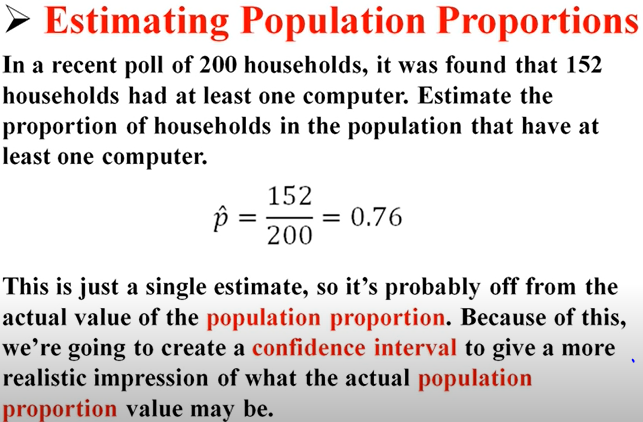 ➢ Estimating Population Proportions
In a recent poll of 200 households, it was found that 152
households had at least one computer. Estimate the
proportion of households in the population that have at
least one computer.
p̂ = 152/200 = 0.76
This is just a single estimate, so it’s probably off from the
actual value of the population proportion. Because of this,
we’re going to create a confidence interval to give a more
realistic impression of what the actual population
proportion value may be.